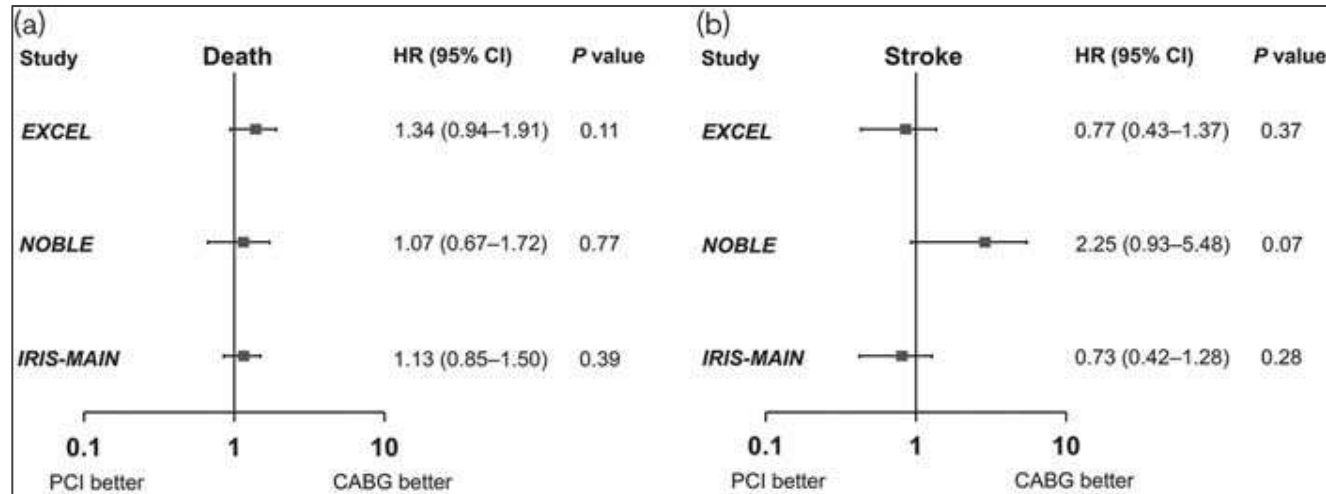 (a)
Study Death HR (95% CI) P value
EXCEL 1.34 (0.94–1.91) 0.11
NOBLE 1.07 (0.67–1.72) 0.77
IRIS-MAIN 1.13 (0.85–1.50) 0.39
0.1 1 10
PCI better CABG better
(b)
Study Stroke HR (95% CI) P value
EXCEL 0.77 (0.43–1.37) 0.37
NOBLE 2.25 (0.93–5.48) 0.07
IRIS-MAIN 0.73 (0.42–1.28) 0.28
0.1 1 10
PCI better CABG better